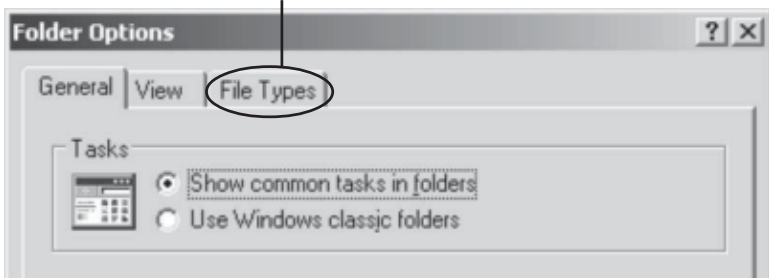 Folder Options ? ×
General View File Types
Tasks
Show common tasks in folders
Use Windows classic folders